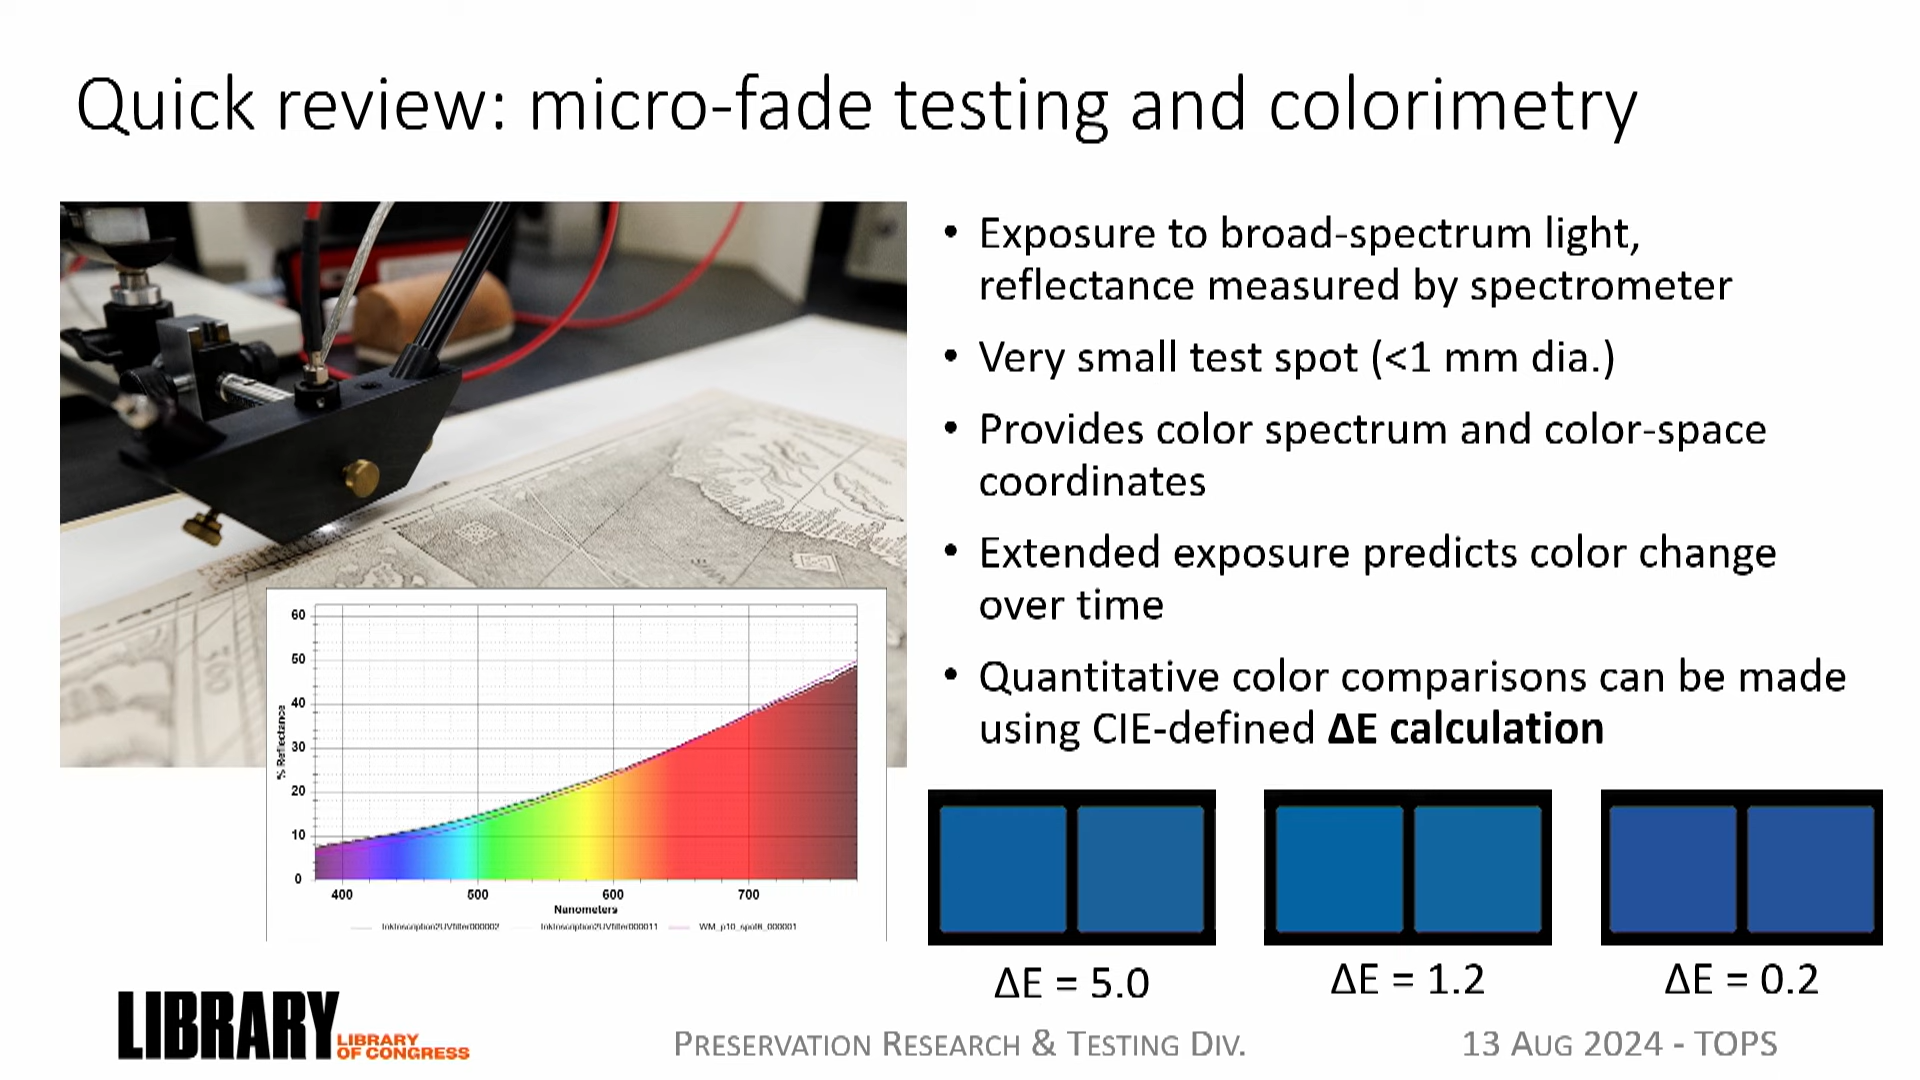 Quick review: micro-fade testing and colorimetry
• Exposure to broad-spectrum light,
reflectance measured by spectrometer
• Very small test spot (<1 mm dia.)
• Provides color spectrum and color-space
coordinates
• Extended exposure predicts color change
over time
• Quantitative color comparisons can be made
using CIE-defined ΔE calculation
% Reflectance
60
50
40
30
20
10
0
400 500 600 700
Nanometers
InkInscription2UVfilter000002 InkInscription2UVfilter000011 WM_p10_spot6_000001
ΔE = 5.0 ΔE = 1.2 ΔE = 0.2
LIBRARY
LIBRARY
OF CONGRESS
PRESERVATION RESEARCH & TESTING DIV.
13 AUG 2024 - TOPS